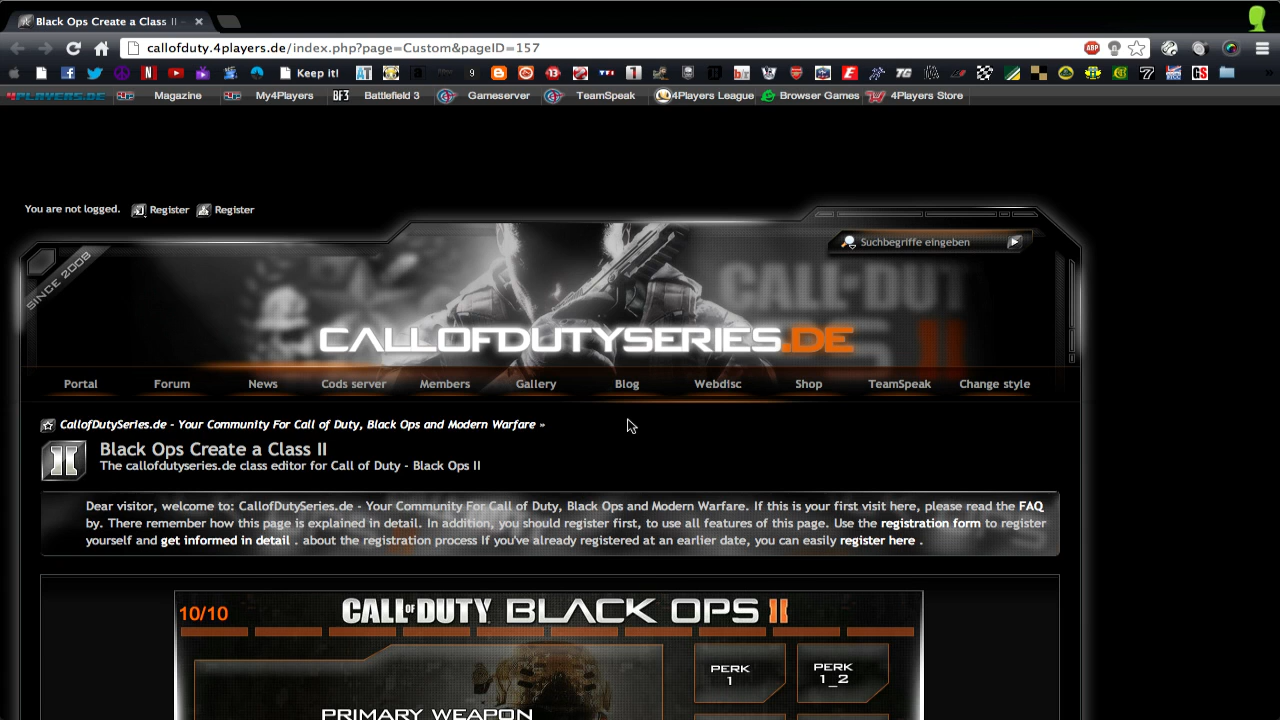 Black Ops Create a Class II
callofduty.4players.de/index.php?page=Custom&pageID=157
ABP
Keep it!
4PLAYERS.DE Magazine My4Players BF3 Battlefield 3 Gameserver TeamSpeak 4Players League Browser Games 4Players Store
You are not logged. Register Register
SINCE 2008
Suchbegriffe eingeben
CALLOFDUTYSERIES.DE
Portal Forum News Cods server Members Gallery Blog Webdisc Shop TeamSpeak Change style
CallofDutySeries.de - Your Community For Call of Duty, Black Ops and Modern Warfare »
Black Ops Create a Class II
The callofdutyseries.de class editor for Call of Duty - Black Ops II
Dear visitor, welcome to: CallofDutySeries.de - Your Community For Call of Duty, Black Ops and Modern Warfare. If this is your first visit here, please read the FAQ
by. There remember how this page is explained in detail. In addition, you should register first, to use all features of this page. Use the registration form to register
yourself and get informed in detail . about the registration process If you've already registered at an earlier date, you can easily register here .
10/10
CALL OF DUTY BLACK OPS II
PERK
1
PERK
1_2
PRIMARY WEAPON